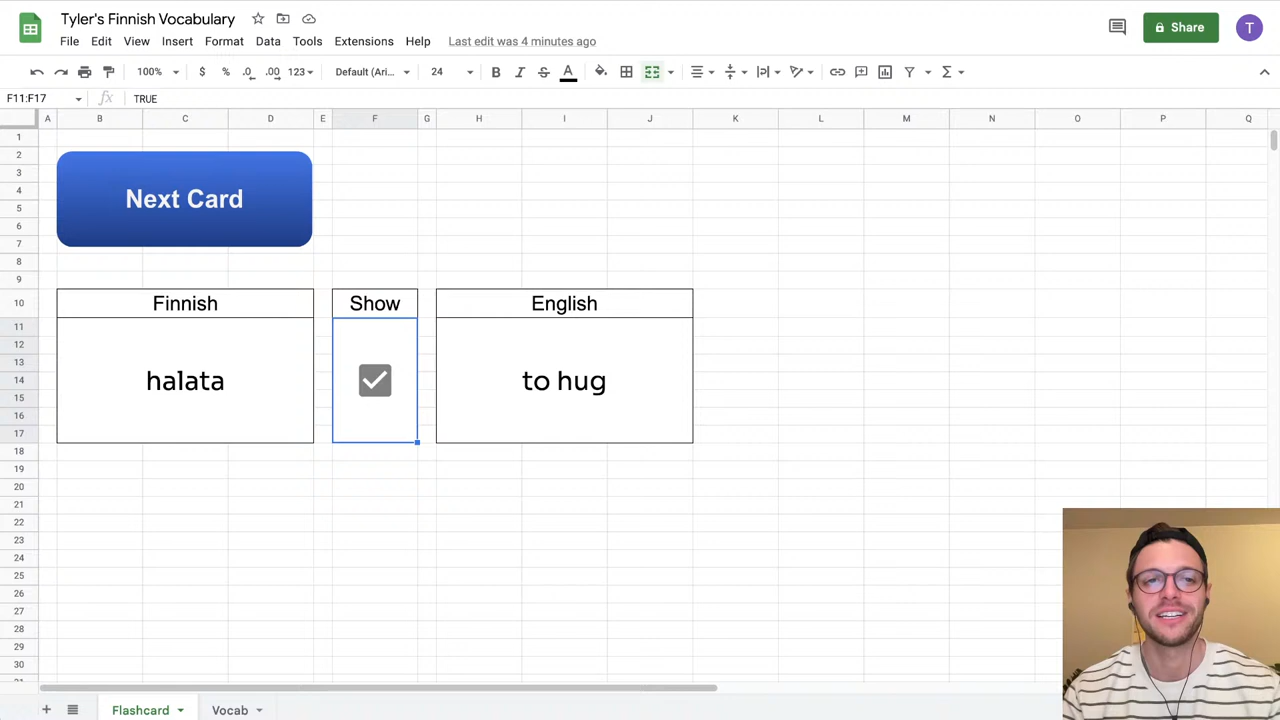 Tyler's Finnish Vocabulary
File Edit View Insert Format Data Tools Extensions Help Last edit was 4 minutes ago
Share
T
100% $ % .0 .00 123 Default (Ari... 24 B I S A
F11:F17 fx TRUE
A B C D E F G H I J K L M N O P Q
1
2
3
4
5
6
7
8
9
10
11
12
13
14
15
16
17
18
19
20
21
22
23
24
25
26
27
28
29
30
Next Card
Finnish Show English
halata to hug
Flashcard Vocab